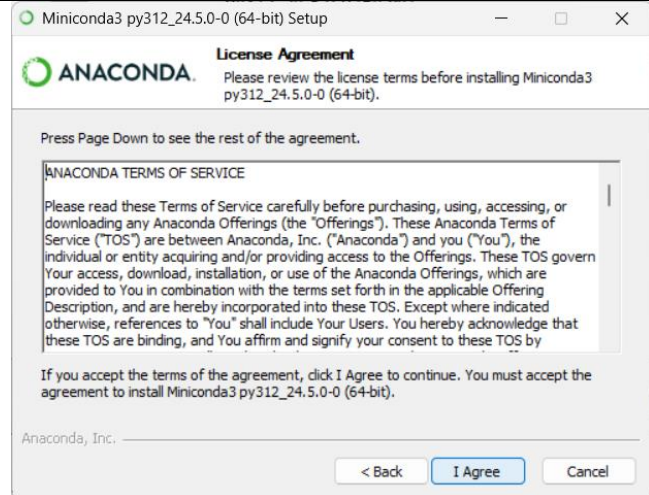 Miniconda3 py312_24.5.0-0 (64-bit) Setup
ANACONDA.
License Agreement
Please review the license terms before installing Miniconda3
py312_24.5.0-0 (64-bit).
Press Page Down to see the rest of the agreement.
ANACONDA TERMS OF SERVICE
Please read these Terms of Service carefully before purchasing, using, accessing, or
downloading any Anaconda Offerings (the "Offerings"). These Anaconda Terms of
Service ("TOS") are between Anaconda, Inc. ("Anaconda") and you ("You"), the
individual or entity acquiring and/or providing access to the Offerings. These TOS govern
Your access, download, installation, or use of the Anaconda Offerings, which are
provided to You in combination with the terms set forth in the applicable Offering
Description, and are hereby incorporated into these TOS. Except where indicated
otherwise, references to "You" shall include Your Users. You hereby acknowledge that
these TOS are binding, and You affirm and signify your consent to these TOS by
If you accept the terms of the agreement, click I Agree to continue. You must accept the
agreement to install Miniconda3 py312_24.5.0-0 (64-bit).
Anaconda, Inc.
< Back
I Agree
Cancel